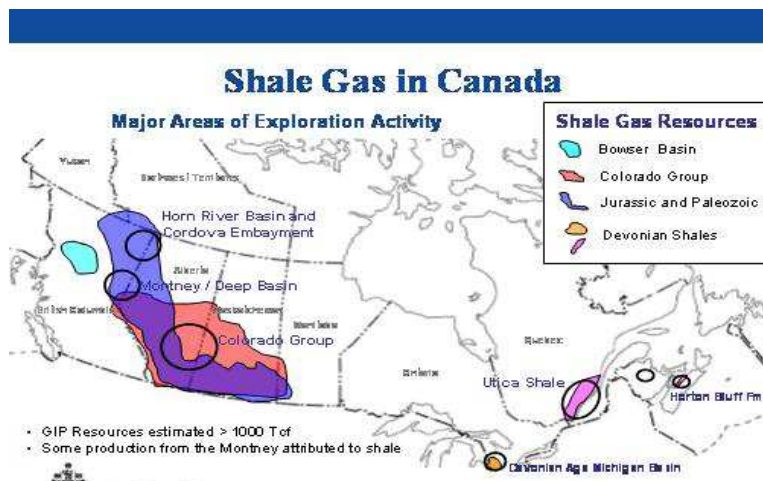 Shale Gas in Canada
Major Areas of Exploration Activity
Shale Gas Resources
Bowser Basin
Colorado Group
Jurassic and Paleozoic
Devonian Shales
Yukon
Horn River Basin and
Cordova Embayment
Alberta
Montney / Deep Basin
British Columbia
Colorado Group
Ontario
Quebec
Utica Shale
Horton Bluff Fm
Devonian Age Michigan Basin
• GIP Resources estimated > 1000 Tcf
• Some production from the Montney attributed to shale